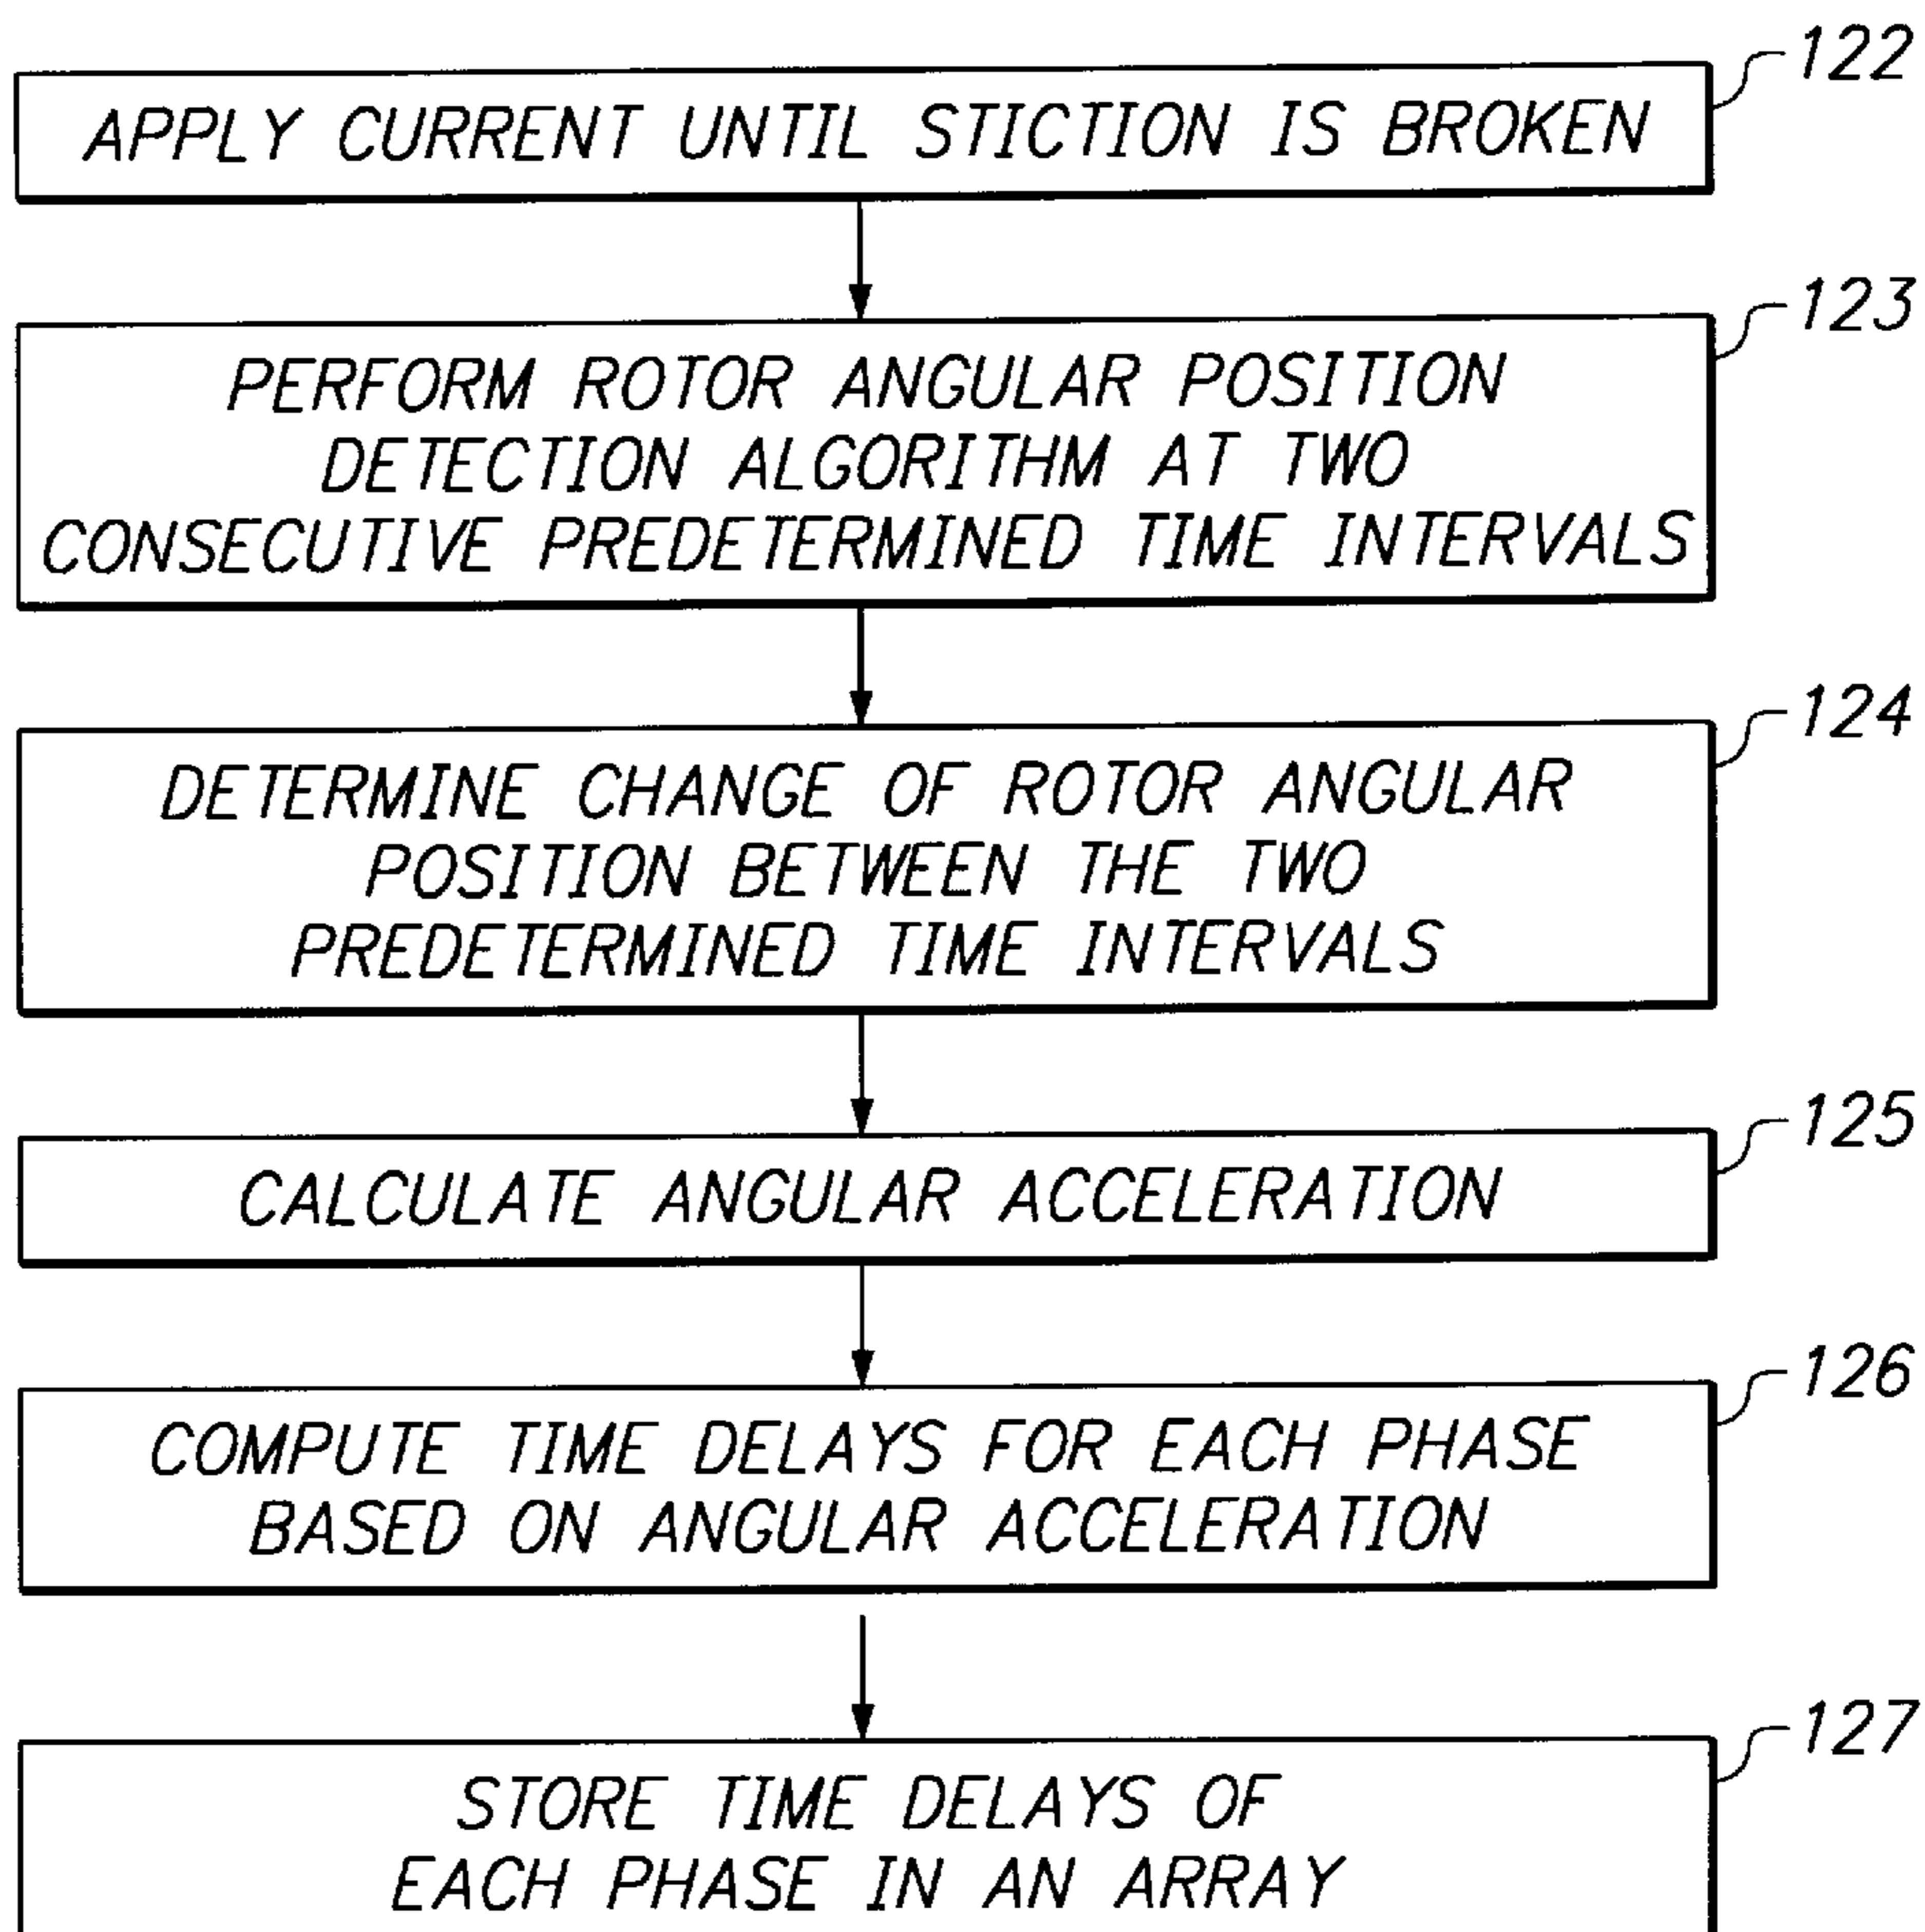 122
APPLY CURRENT UNTIL STICTION IS BROKEN
123
PERFORM ROTOR ANGULAR POSITION
DETECTION ALGORITHM AT TWO
CONSECUTIVE PREDETERMINED TIME INTERVALS
124
DETERMINE CHANGE OF ROTOR ANGULAR
POSITION BETWEEN THE TWO
PREDETERMINED TIME INTERVALS
125
CALCULATE ANGULAR ACCELERATION
126
COMPUTE TIME DELAYS FOR EACH PHASE
BASED ON ANGULAR ACCELERATION
127
STORE TIME DELAYS OF
EACH PHASE IN AN ARRAY